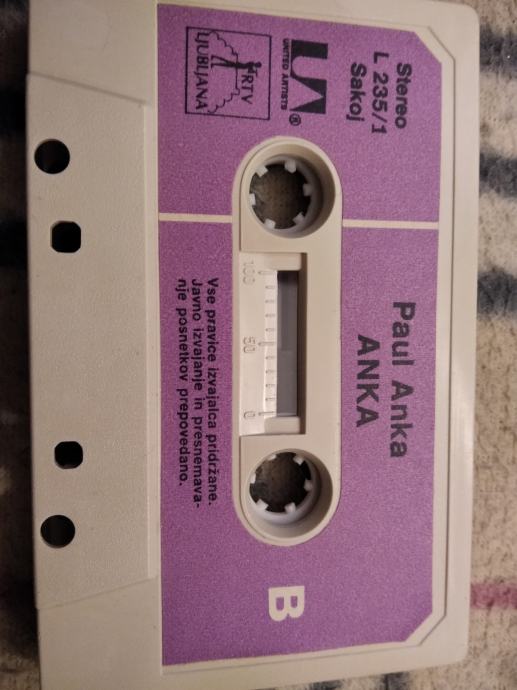 Stereo
L 235/1
Sakoj
UA®
UNITED ARTISTS
RTV
LJUBLJANA
Paul Anka
ANKA
100 50 0
Vse pravice izvajalca pridržane.
Javno izvajanje in presnemava-
nje posnetkov prepovedano.
B